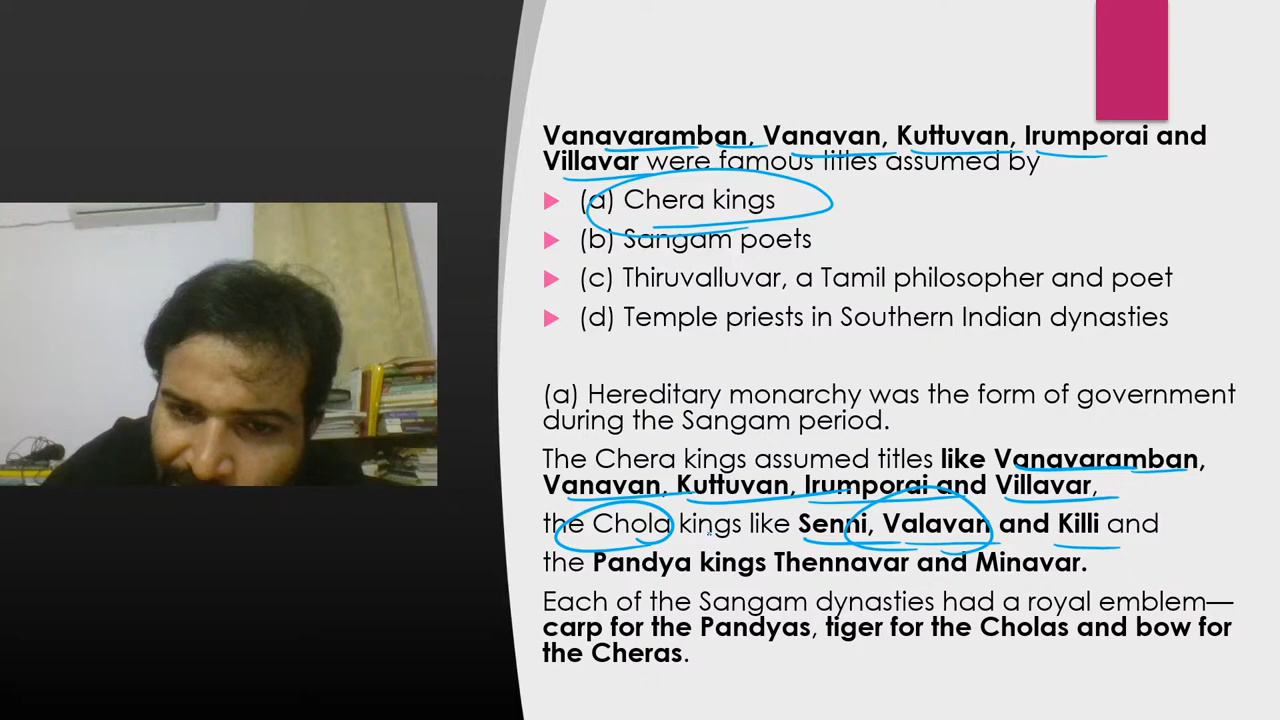 Vanavaramban, Vanavan, Kuttuvan, Irumporai and
Villavar were famous titles assumed by
(a) Chera kings
(b) Sangam poets
(c) Thiruvalluvar, a Tamil philosopher and poet
(d) Temple priests in Southern Indian dynasties
(a) Hereditary monarchy was the form of government
during the Sangam period.
The Chera kings assumed titles like Vanavaramban,
Vanavan, Kuttuvan, Irumporai and Villavar,
the Chola kings like Senni, Valavan and Killi and
the Pandya kings Thennavar and Minavar.
Each of the Sangam dynasties had a royal emblem—
carp for the Pandyas, tiger for the Cholas and bow for
the Cheras.